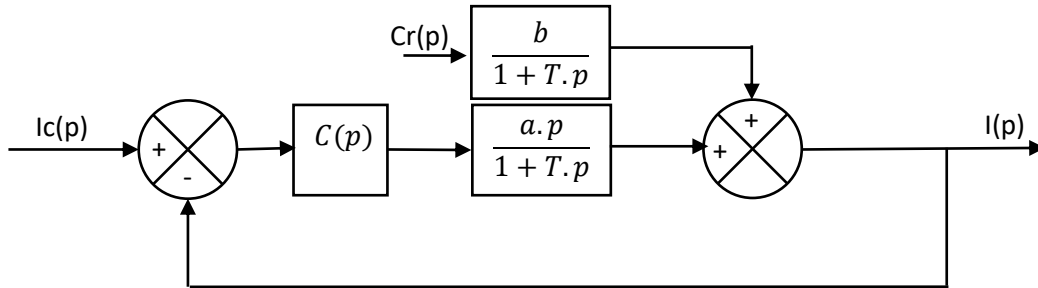 Cr(p)
b
1 + T.p
Ic(p)
+
-
C(p)
a.p
1 + T.p
+
+
I(p)